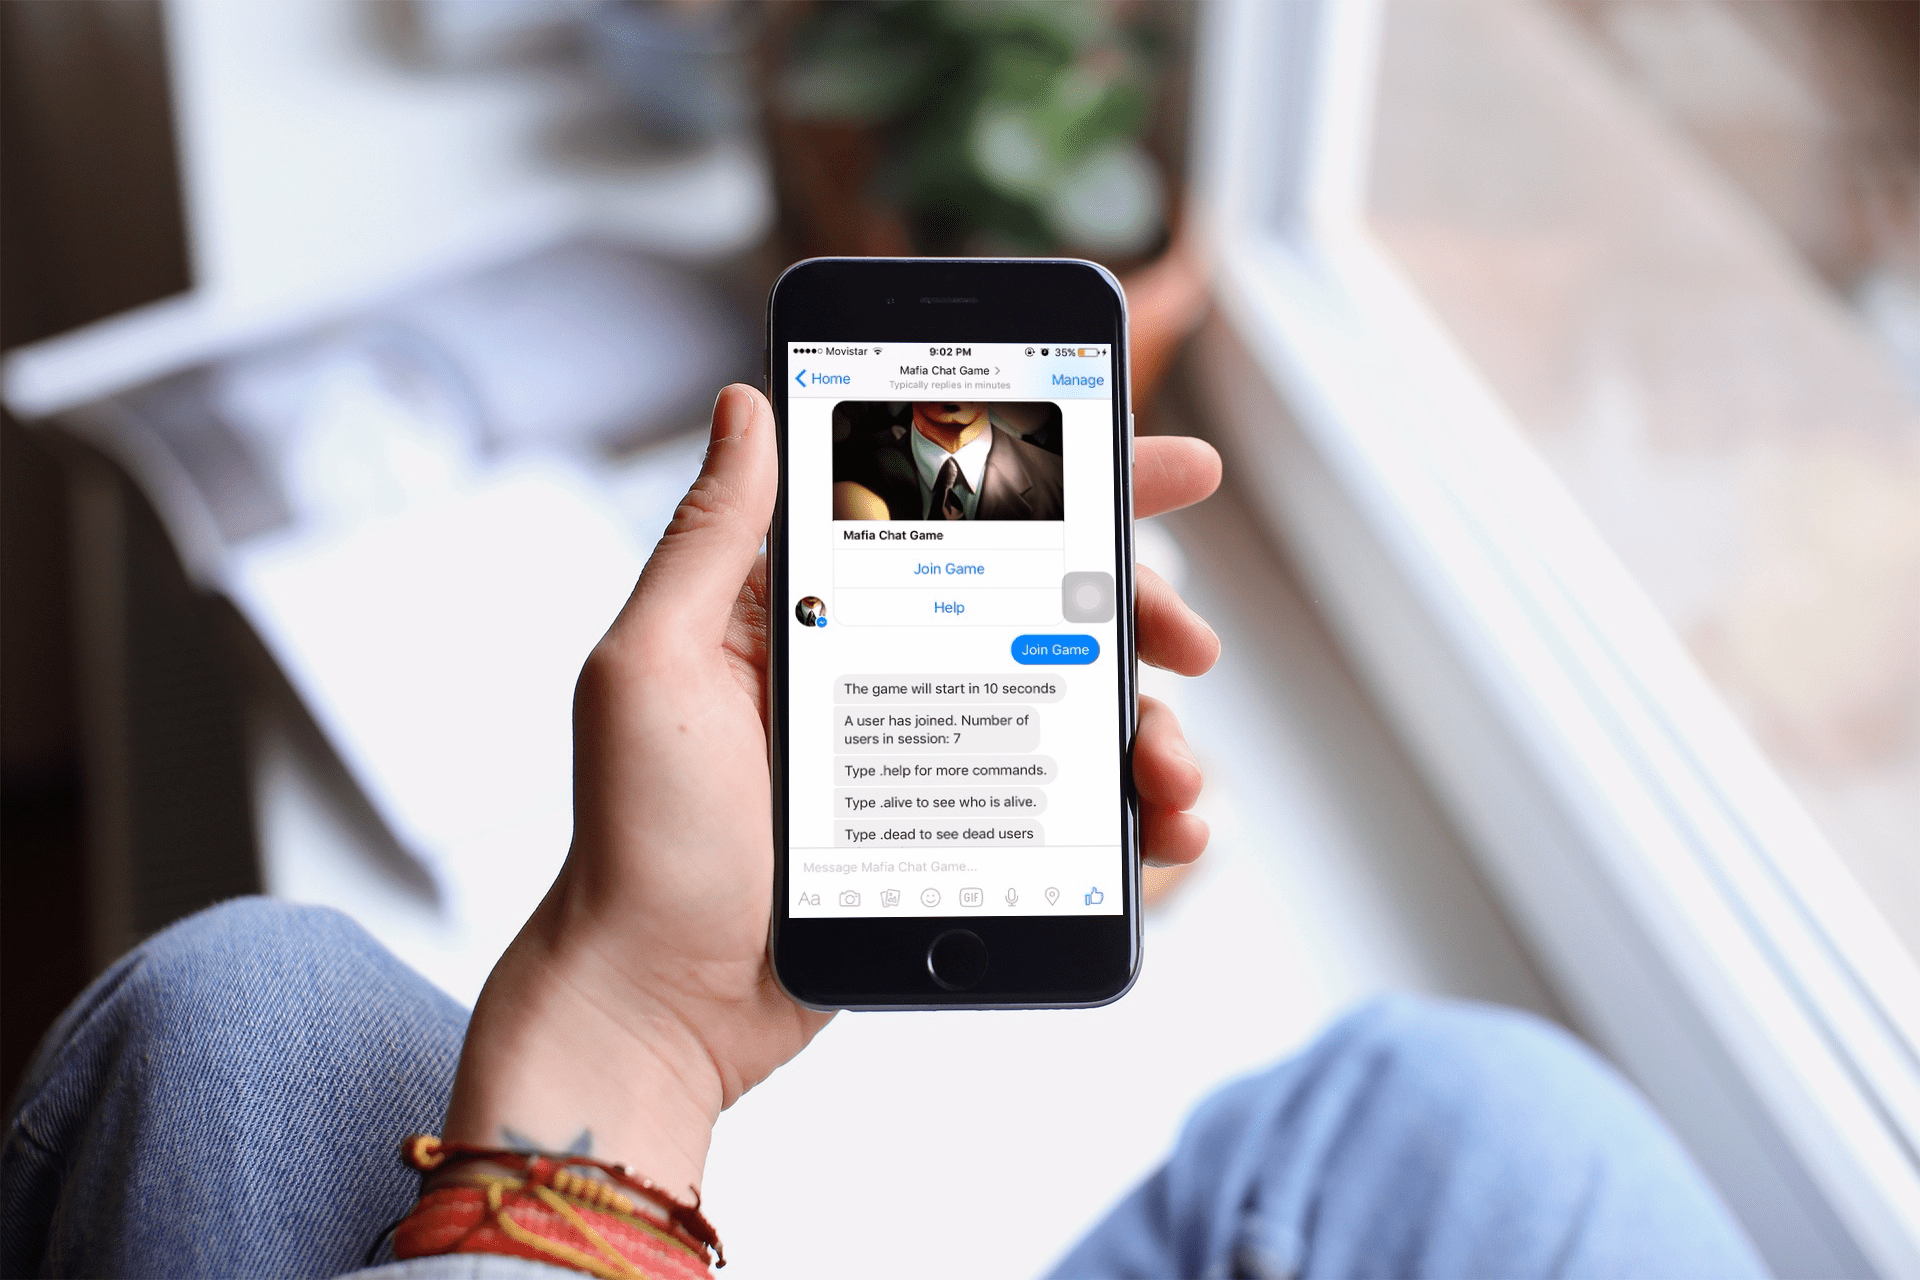 Movistar 9:02 PM 35%
Home Mafia Chat Game Manage
Typically replies in minutes
Mafia Chat Game
Join Game
Help
Join Game
The game will start in 10 seconds
A user has joined. Number of
users in session: 7
Type .help for more commands.
Type .alive to see who is alive.
Type .dead to see dead users
Message Mafia Chat Game...
Aa GIF